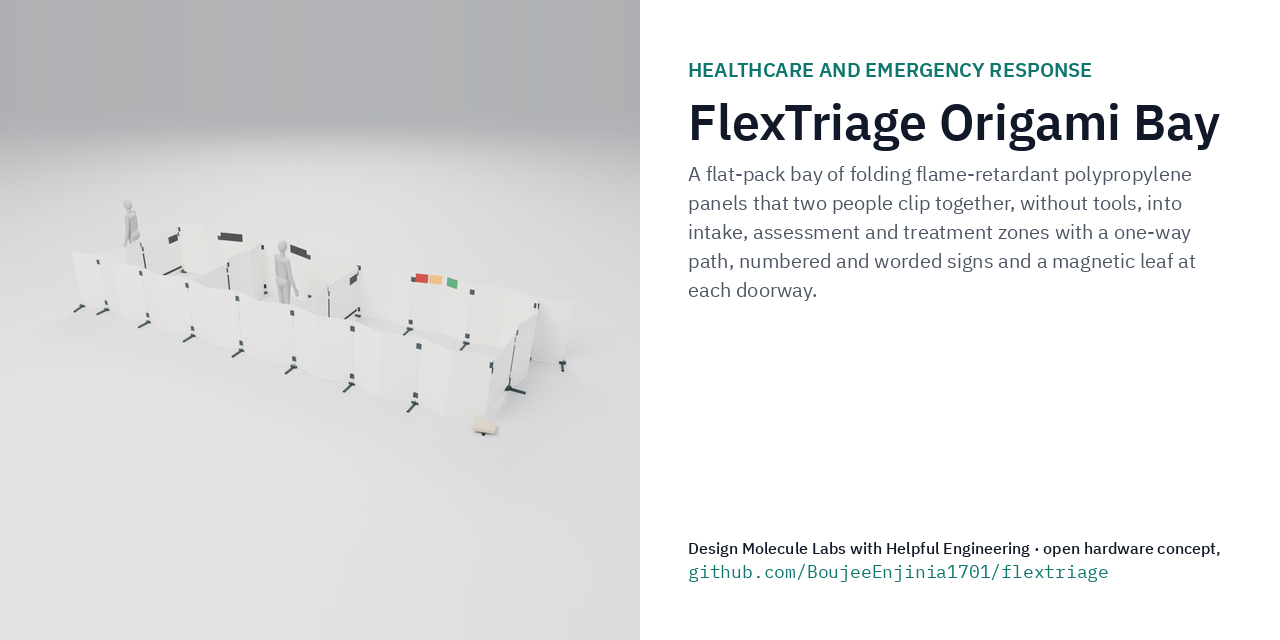 HEALTHCARE AND EMERGENCY RESPONSE
FlexTriage Origami Bay
A flat-pack bay of folding flame-retardant polypropylene
panels that two people clip together, without tools, into
intake, assessment and treatment zones with a one-way
path, numbered and worded signs and a magnetic leaf at
each doorway.
Design Molecule Labs with Helpful Engineering · open hardware concept,
github.com/BoujeeEnjinia1701/flextriage